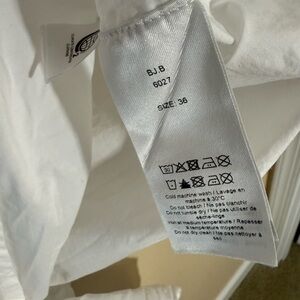 BJ.B
6027
SIZE: 36
Cold machine wash / Lavage en
machine à 30°C
Do not bleach / Ne pas blanchir
Do not tumble dry / Ne pas utiliser de
sèche-linge
Iron at medium temperature / Repasser
à température moyenne
Do not dry clean / Ne pas nettoyer à
sec